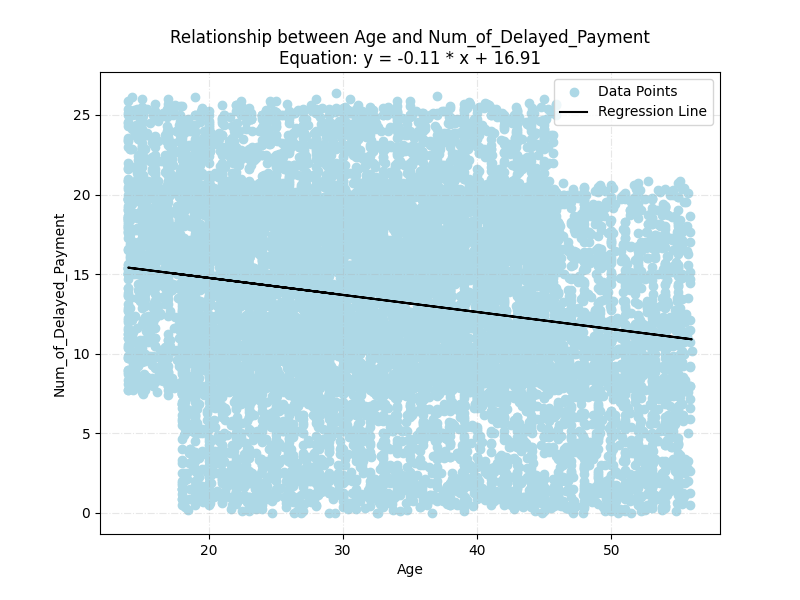 Relationship between Age and Num_of_Delayed_Payment
Equation: y = -0.11 * x + 16.91
Data Points
Regression Line
25
20
15
10
5
0
Num_of_Delayed_Payment
20 30 40 50
Age